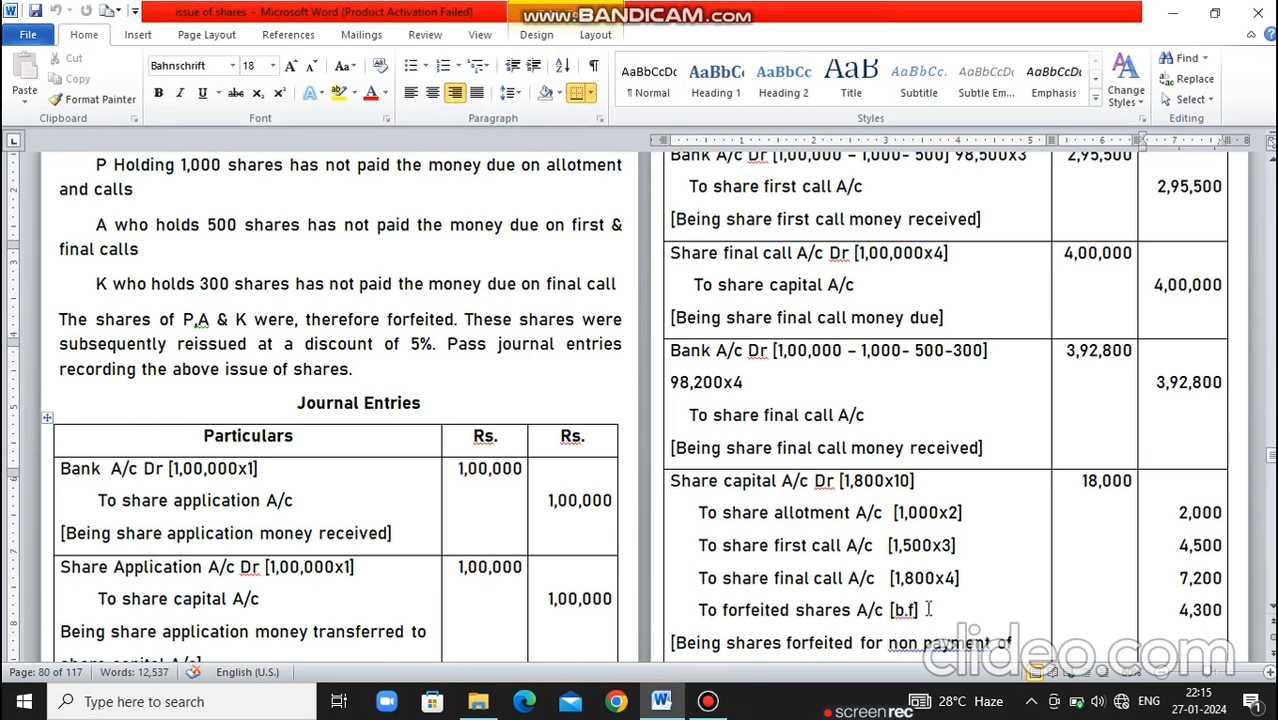 issue of shares - Microsoft Word (Product Activation Failed)
www.BANDICAM.com
File Home Insert Page Layout References Mailings Review View Design Layout
Cut
Copy
Format Painter
Paste
Clipboard
Bahnschrift 18
Font
Paragraph
AaBbCcDc AaBbCc AaBbCc AaB AaBbCc. AaBbCcDc AaBbCcDc
¶ Normal Heading 1 Heading 2 Title Subtitle Subtle Em... Emphasis
Styles
Change Styles
Find
Replace
Select
Editing
P Holding 1,000 shares has not paid the money due on allotment
and calls
A who holds 500 shares has not paid the money due on first &
final calls
K who holds 300 shares has not paid the money due on final call
The shares of P,A & K were, therefore forfeited. These shares were
subsequently reissued at a discount of 5%. Pass journal entries
recording the above issue of shares.
Journal Entries
Particulars Rs. Rs.
Bank A/c Dr [1,00,000x1] 1,00,000
To share application A/c 1,00,000
[Being share application money received]
Share Application A/c Dr [1,00,000x1] 1,00,000
To share capital A/c 1,00,000
Being share application money transferred to
share capital A/c]
Bank A/c Dr [1,00,000 – 1,000- 500] 98,500x3 2,95,500
To share first call A/c 2,95,500
[Being share first call money received]
Share final call A/c Dr [1,00,000x4] 4,00,000
To share capital A/c 4,00,000
[Being share final call money due]
Bank A/c Dr [1,00,000 – 1,000- 500-300] 3,92,800
98,200x4 3,92,800
To share final call A/c
[Being share final call money received]
Share capital A/c Dr [1,800x10] 18,000
To share allotment A/c [1,000x2] 2,000
To share first call A/c [1,500x3] 4,500
To share final call A/c [1,800x4] 7,200
To forfeited shares A/c [b.f] 4,300
[Being shares forfeited for non payment of
clideo.com
Page: 80 of 117 Words: 12,537 English (U.S.)
Type here to search
28°C Haze
ENG
22:15
27-01-2024
screen rec